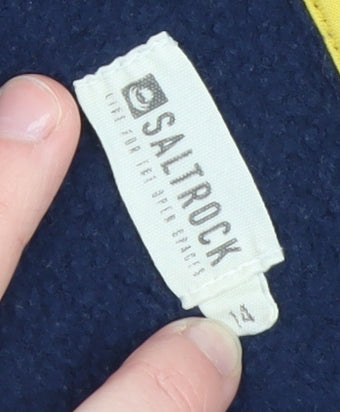 SALTROCK
LIVE FOR THE OPEN SPACES
14